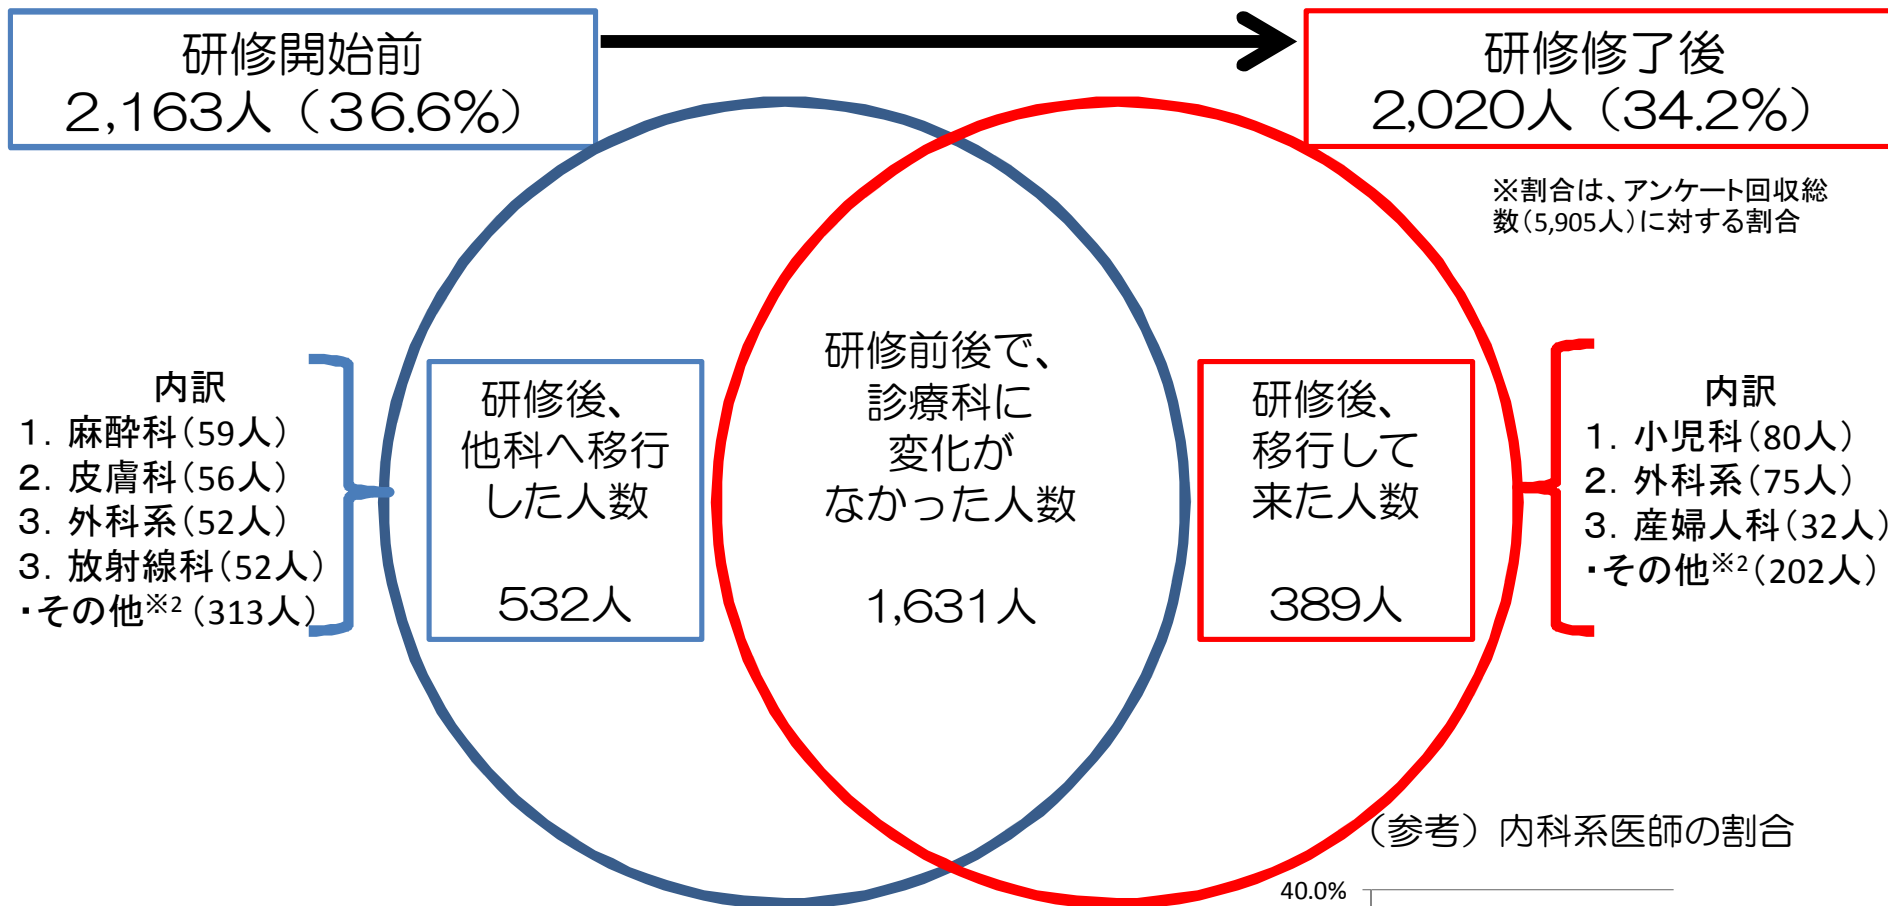 研修開始前
2,163人（36.6%）
研修修了後
2,020人（34.2%）
※割合は、アンケート回収総
数（5,905人）に対する割合
内訳
1．麻酔科（59人）
2．皮膚科（56人）
3．外科系（52人）
3．放射線科（52人）
・その他※2（313人）
研修後、
他科へ移行
した人数
532人
研修前後で、
診療科に
変化が
なかった人数
1,631人
研修後、
移行して
来た人数
389人
内訳
1．小児科（80人）
2．外科系（75人）
3．産婦人科（32人）
・その他※2（202人）
（参考）内科系医師の割合
40.0%